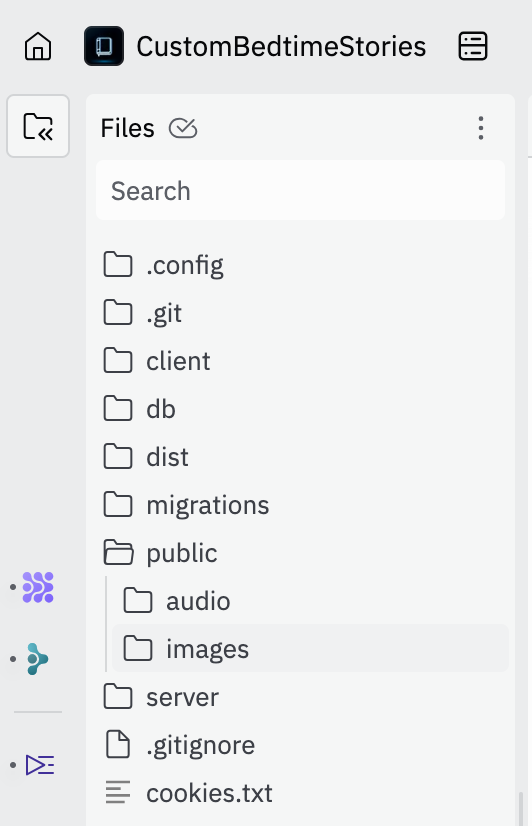 CustomBedtimeStories
Files
Search
.config
.git
client
db
dist
migrations
public
audio
images
server
.gitignore
cookies.txt